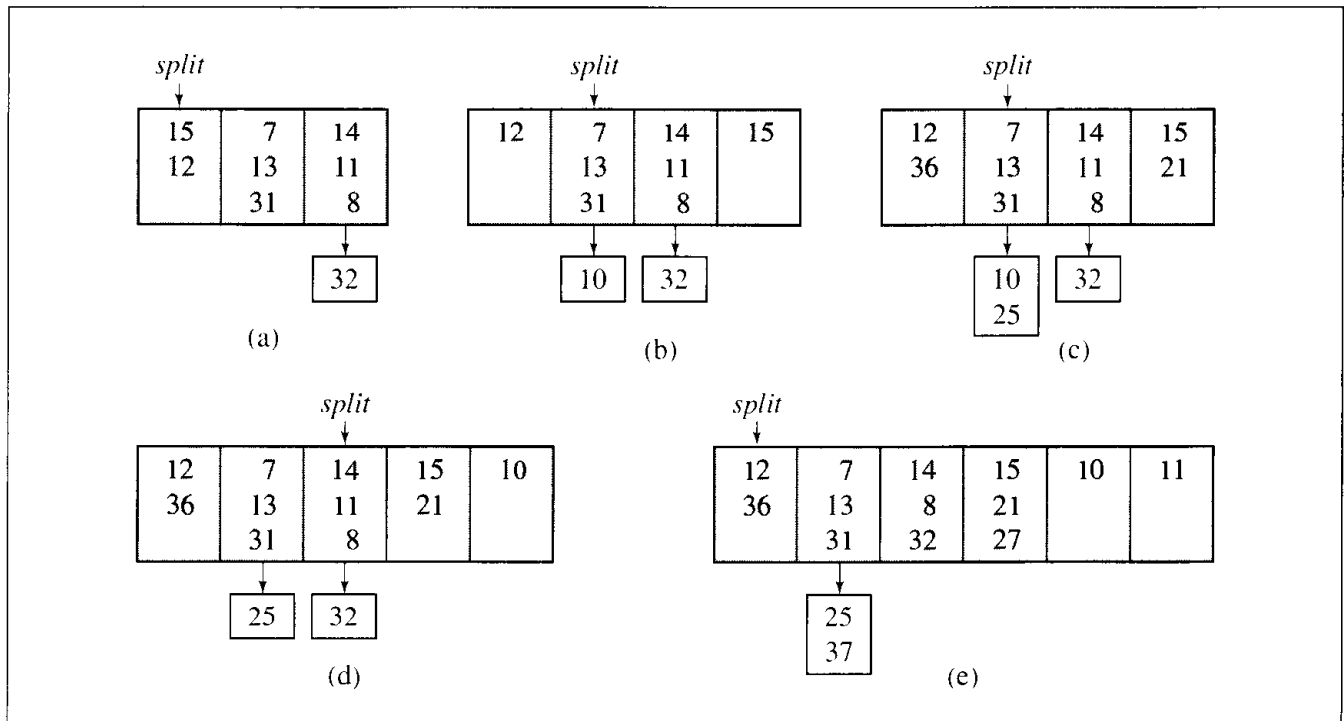 split
15 7 14
12 13 11
31 8
32
(a)
split
12 7 14 15
13 11
31 8
10 32
(b)
split
12 7 14 15
36 13 11 21
31 8
10 32
25
(c)
split
12 7 14 15 10
36 13 11 21
31 8
25 32
(d)
split
12 7 14 15 10 11
36 13 8 21
31 32 27
25
37
(e)